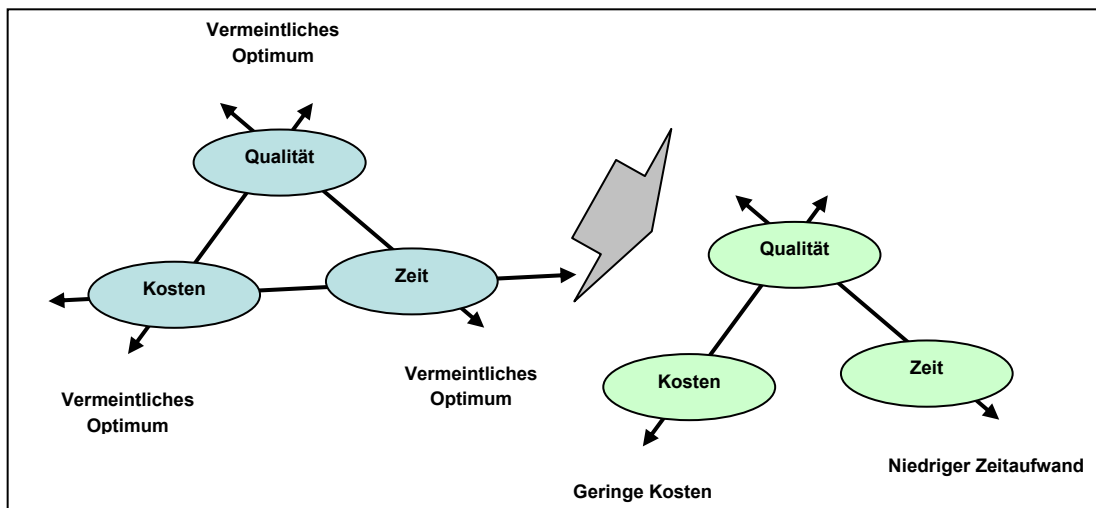 Vermeintliches
Optimum
Qualität
Kosten
Zeit
Vermeintliches
Optimum
Vermeintliches
Optimum
Qualität
Kosten
Zeit
Geringe Kosten
Niedriger Zeitaufwand